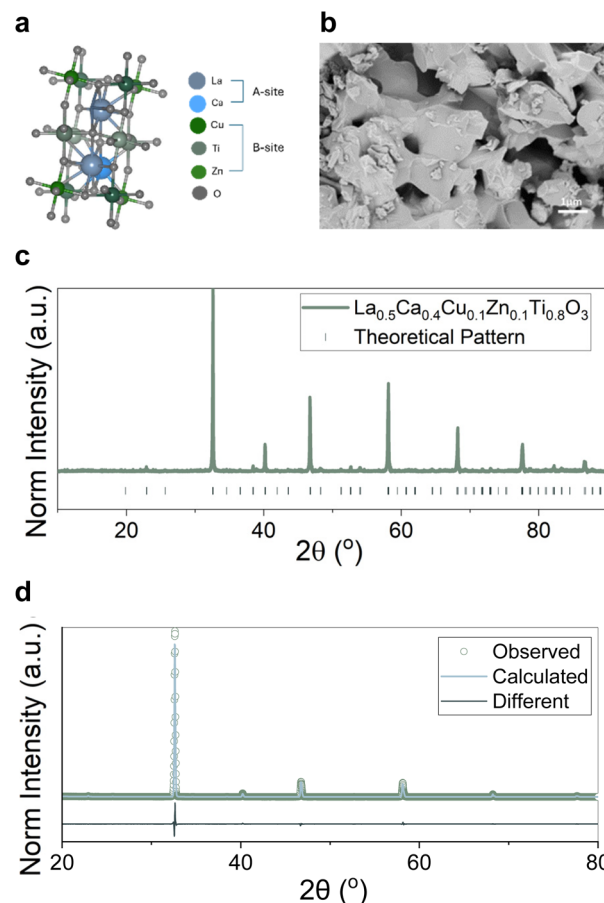 a
La
Ca
A-site
Cu
Ti
B-site
Zn
O
b
1μm
c
Norm Intensity (a.u.)
La₀.₅Ca₀.₄Cu₀.₁Zn₀.₁Ti₀.₈O₃
Theoretical Pattern
20 40 60 80
2θ (°)
d
Norm Intensity (a.u.)
Observed
Calculated
Different
20 40 60 80
2θ (°)